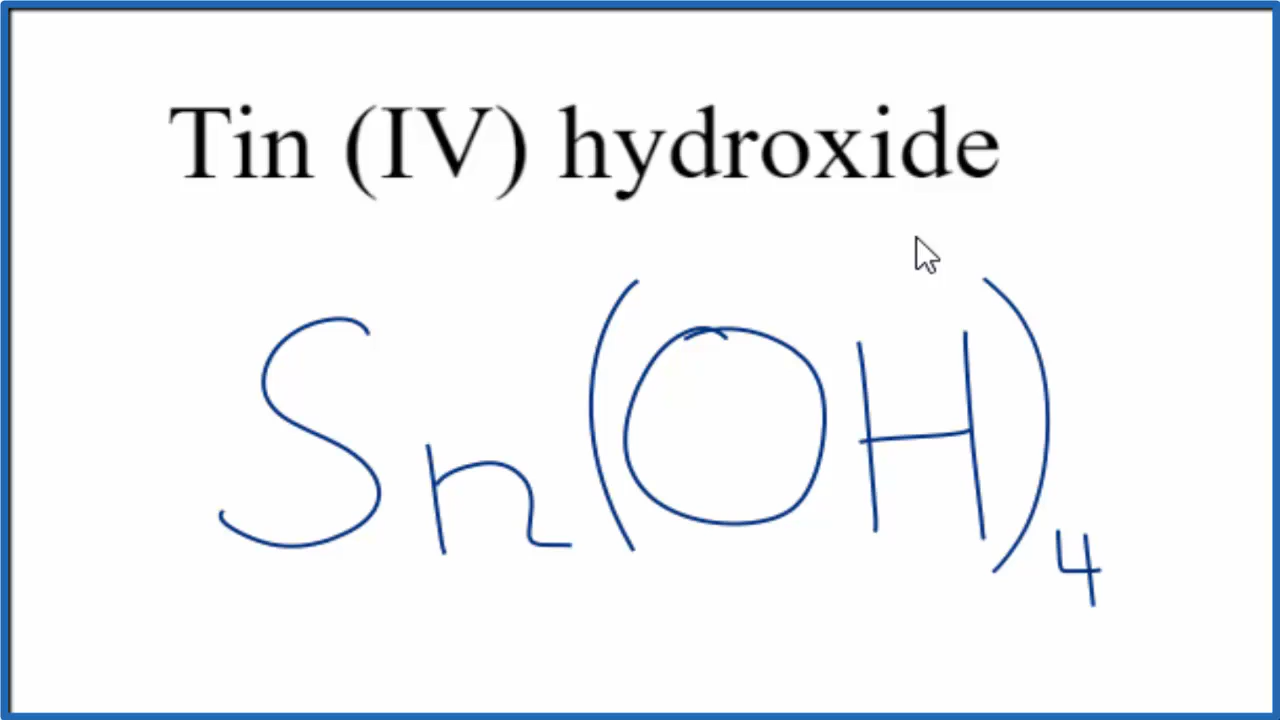 Tin (IV) hydroxide
Sn(OH)₄